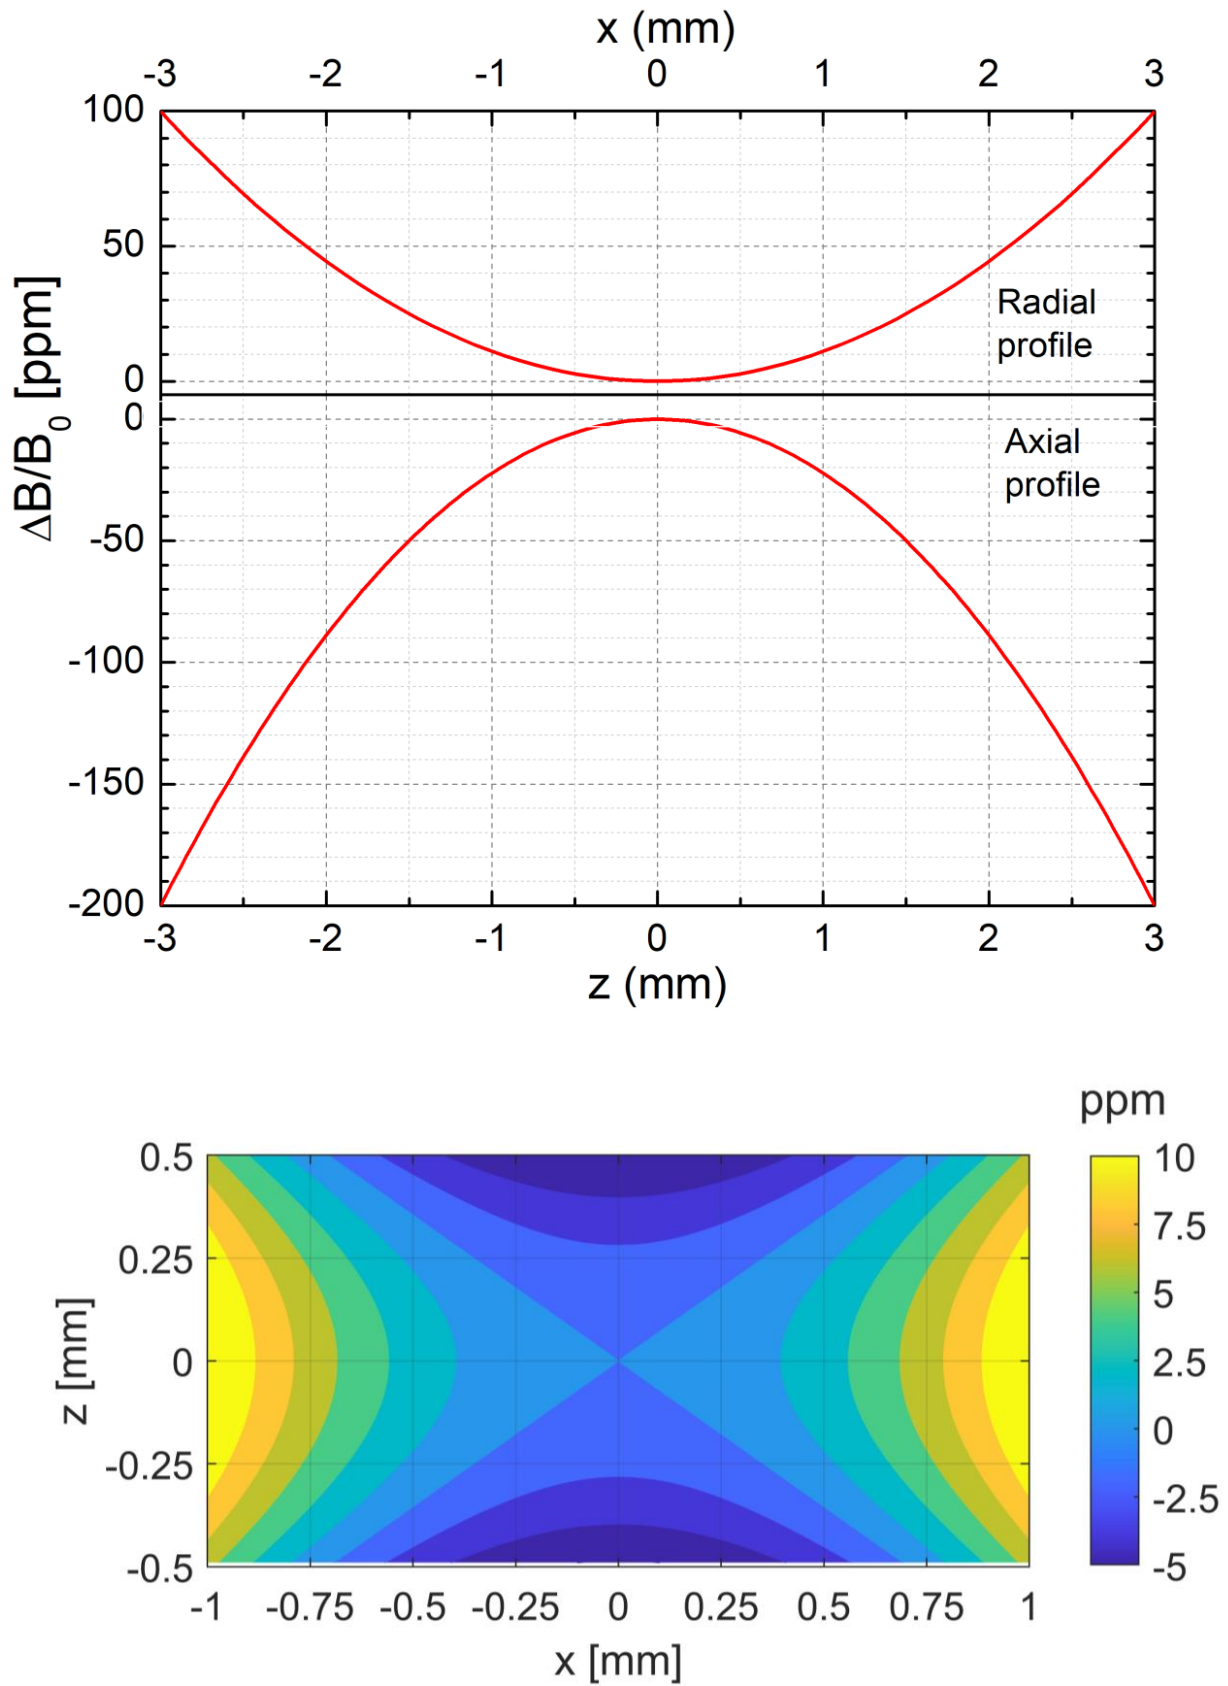 x (mm)
-3 -2 -1 0 1 2 3
100
50
0
Radial
profile
ΔB/B0 [ppm]
0
-50
-100
-150
-200
Axial
profile
-3 -2 -1 0 1 2 3
z (mm)
ppm
0.5
0.25
0
-0.25
-0.5
z [mm]
10
7.5
5
2.5
0
-2.5
-5
-1 -0.75 -0.5 -0.25 0 0.25 0.5 0.75 1
x [mm]